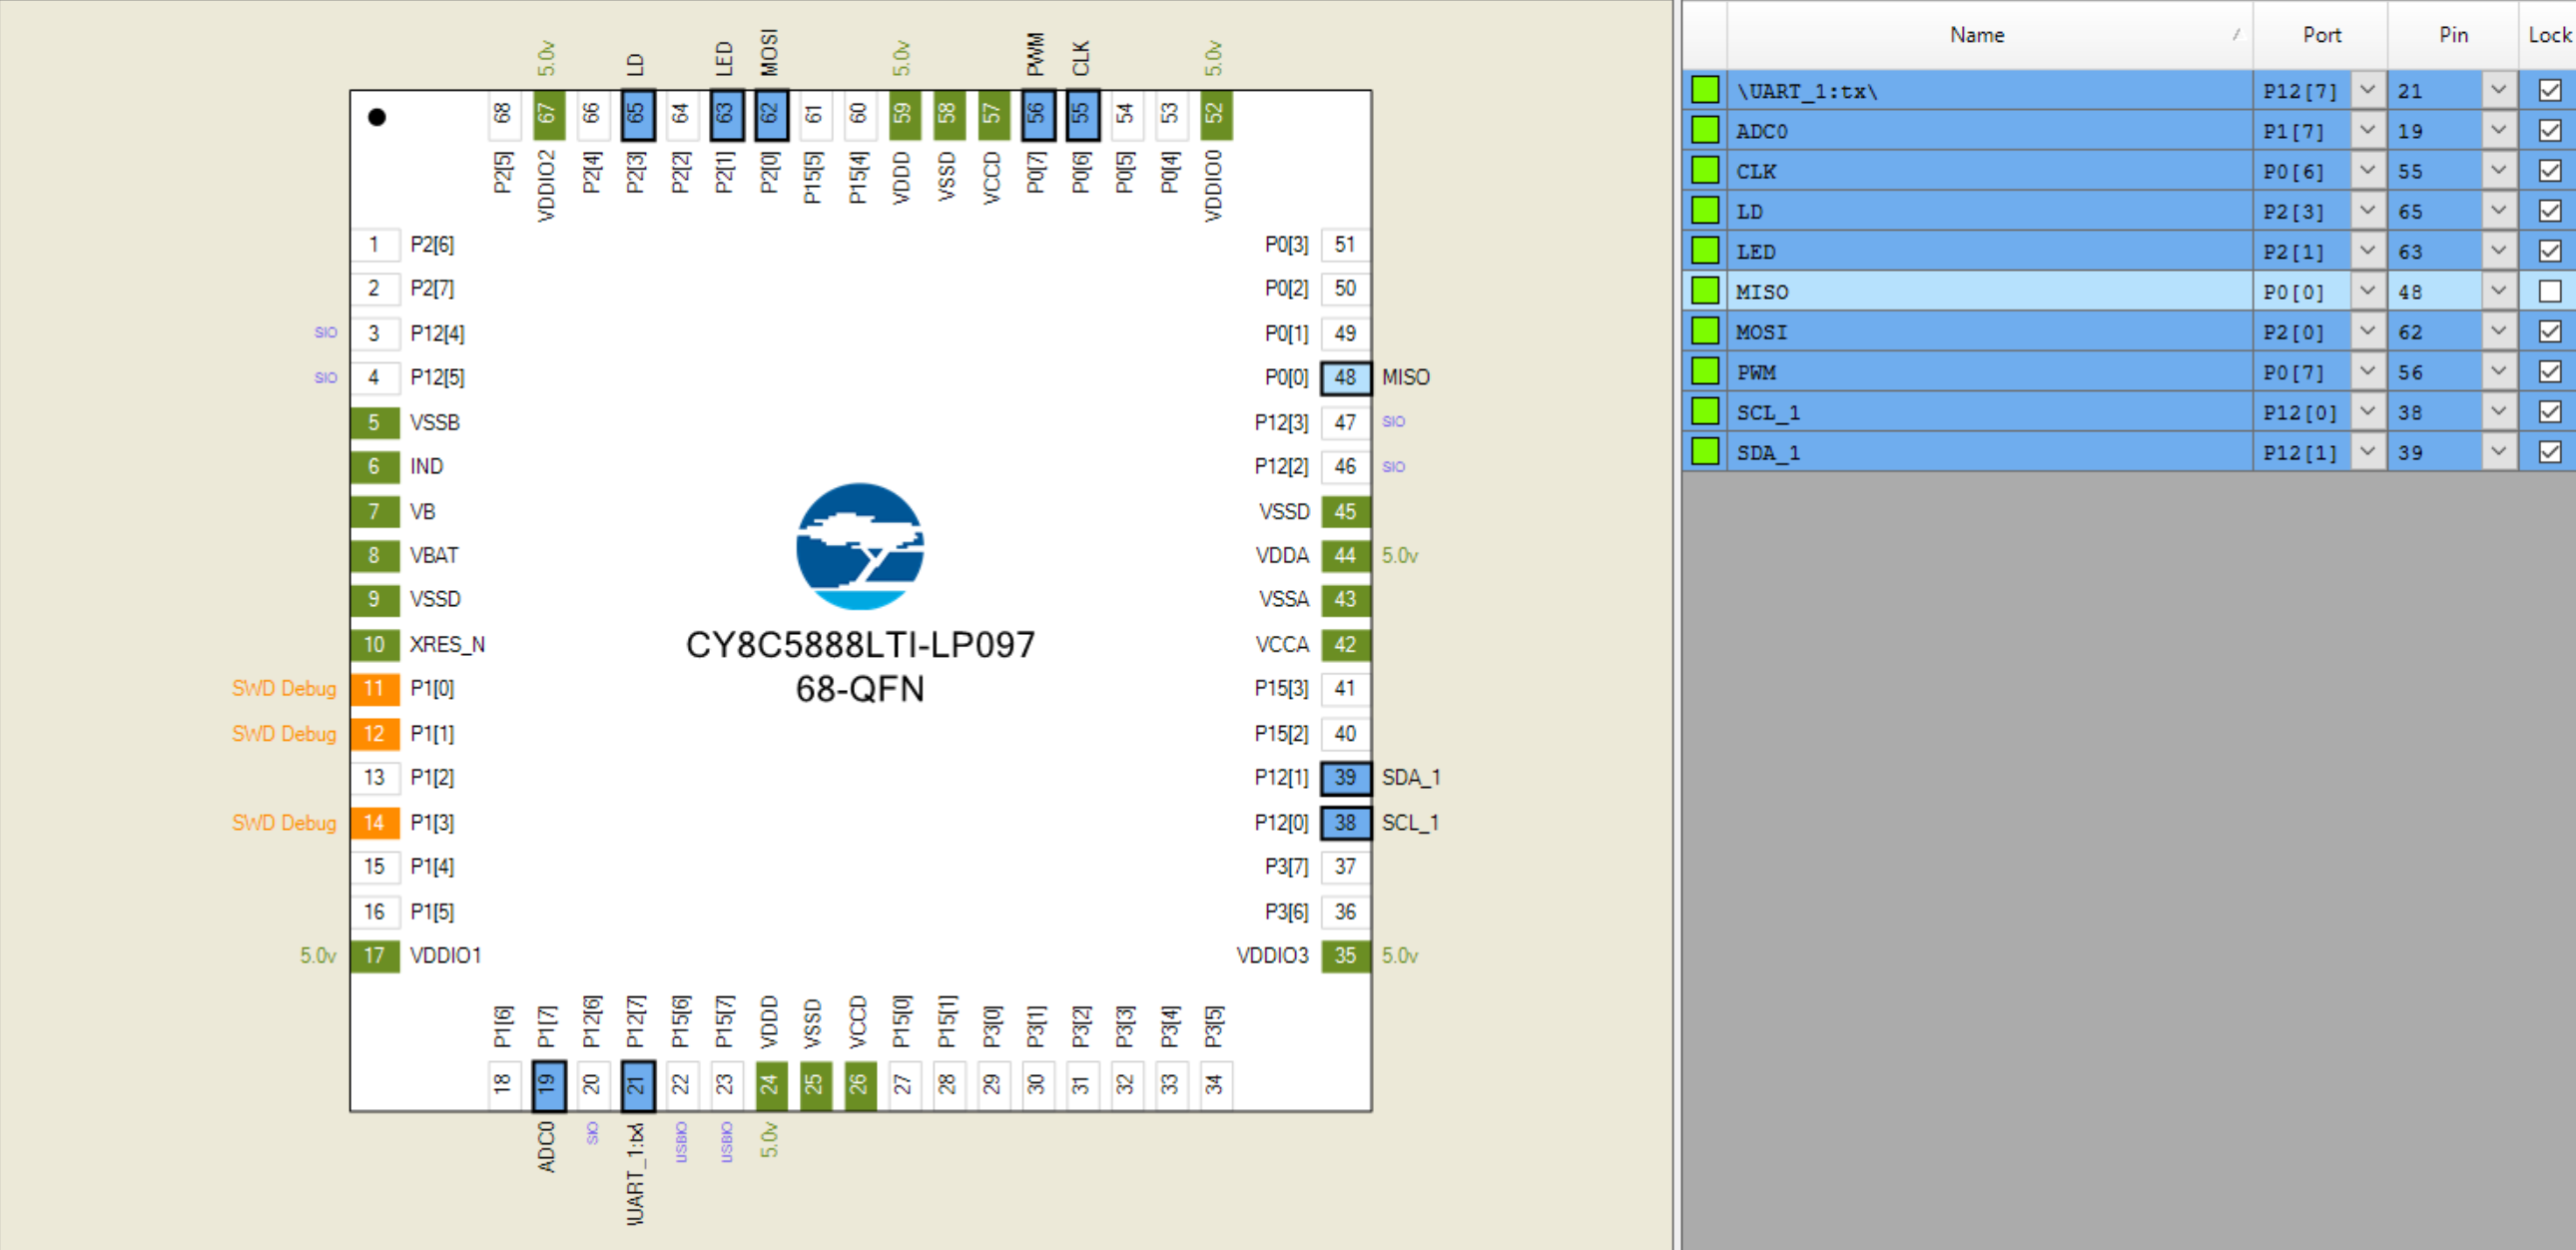 5.0v LD LED MOSI 5.0v PWM CLK 5.0v
68 67 66 65 64 63 62 61 60 59 58 57 56 55 54 53 52
P2[5] VDDIO2 P2[4] P2[3] P2[2] P2[1] P2[0] P15[5] P15[4] VDDD VSSD VCCD P0[7] P0[6] P0[5] P0[4] VDDIO0
1 P2[6] P0[3] 51
2 P2[7] P0[2] 50
SIO 3 P12[4] P0[1] 49
SIO 4 P12[5] P0[0] 48 MISO
5 VSSB P12[3] 47 SIO
6 IND P12[2] 46 SIO
7 VB VSSD 45
8 VBAT VDDA 44 5.0v
9 VSSD VSSA 43
10 XRES_N VCCA 42
SWD Debug 11 P1[0] P15[3] 41
SWD Debug 12 P1[1] P15[2] 40
13 P1[2] P12[1] 39 SDA_1
SWD Debug 14 P1[3] P12[0] 38 SCL_1
15 P1[4] P3[7] 37
16 P1[5] P3[6] 36
5.0v 17 VDDIO1 VDDIO3 35 5.0v
CY8C5888LTI-LP097
68-QFN
P1[6] P1[7] P12[6] P12[7] P15[6] P15[7] VDDD VSSD VCCD P15[0] P15[1] P3[0] P3[1] P3[2] P3[3] P3[4] P3[5]
18 19 20 21 22 23 24 25 26 27 28 29 30 31 32 33 34
ADC0 SIO \UART_1:tx\ USBIO USBIO 5.0v
Name Port Pin Lock
\UART_1:tx\ P12[7] 21
ADC0 P1[7] 19
CLK P0[6] 55
LD P2[3] 65
LED P2[1] 63
MISO P0[0] 48
MOSI P2[0] 62
PWM P0[7] 56
SCL_1 P12[0] 38
SDA_1 P12[1] 39